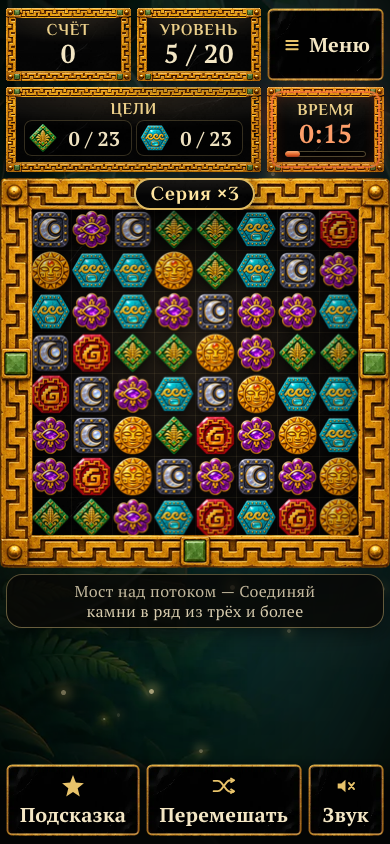 СЧЁТ
0
УРОВЕНЬ
5 / 20
≡ Меню
ЦЕЛИ
0 / 23
0 / 23
ВРЕМЯ
0:15
Серия ×3
Мост над потоком — Соединяй
камни в ряд из трёх и более
Подсказка
Перемешать
Звук